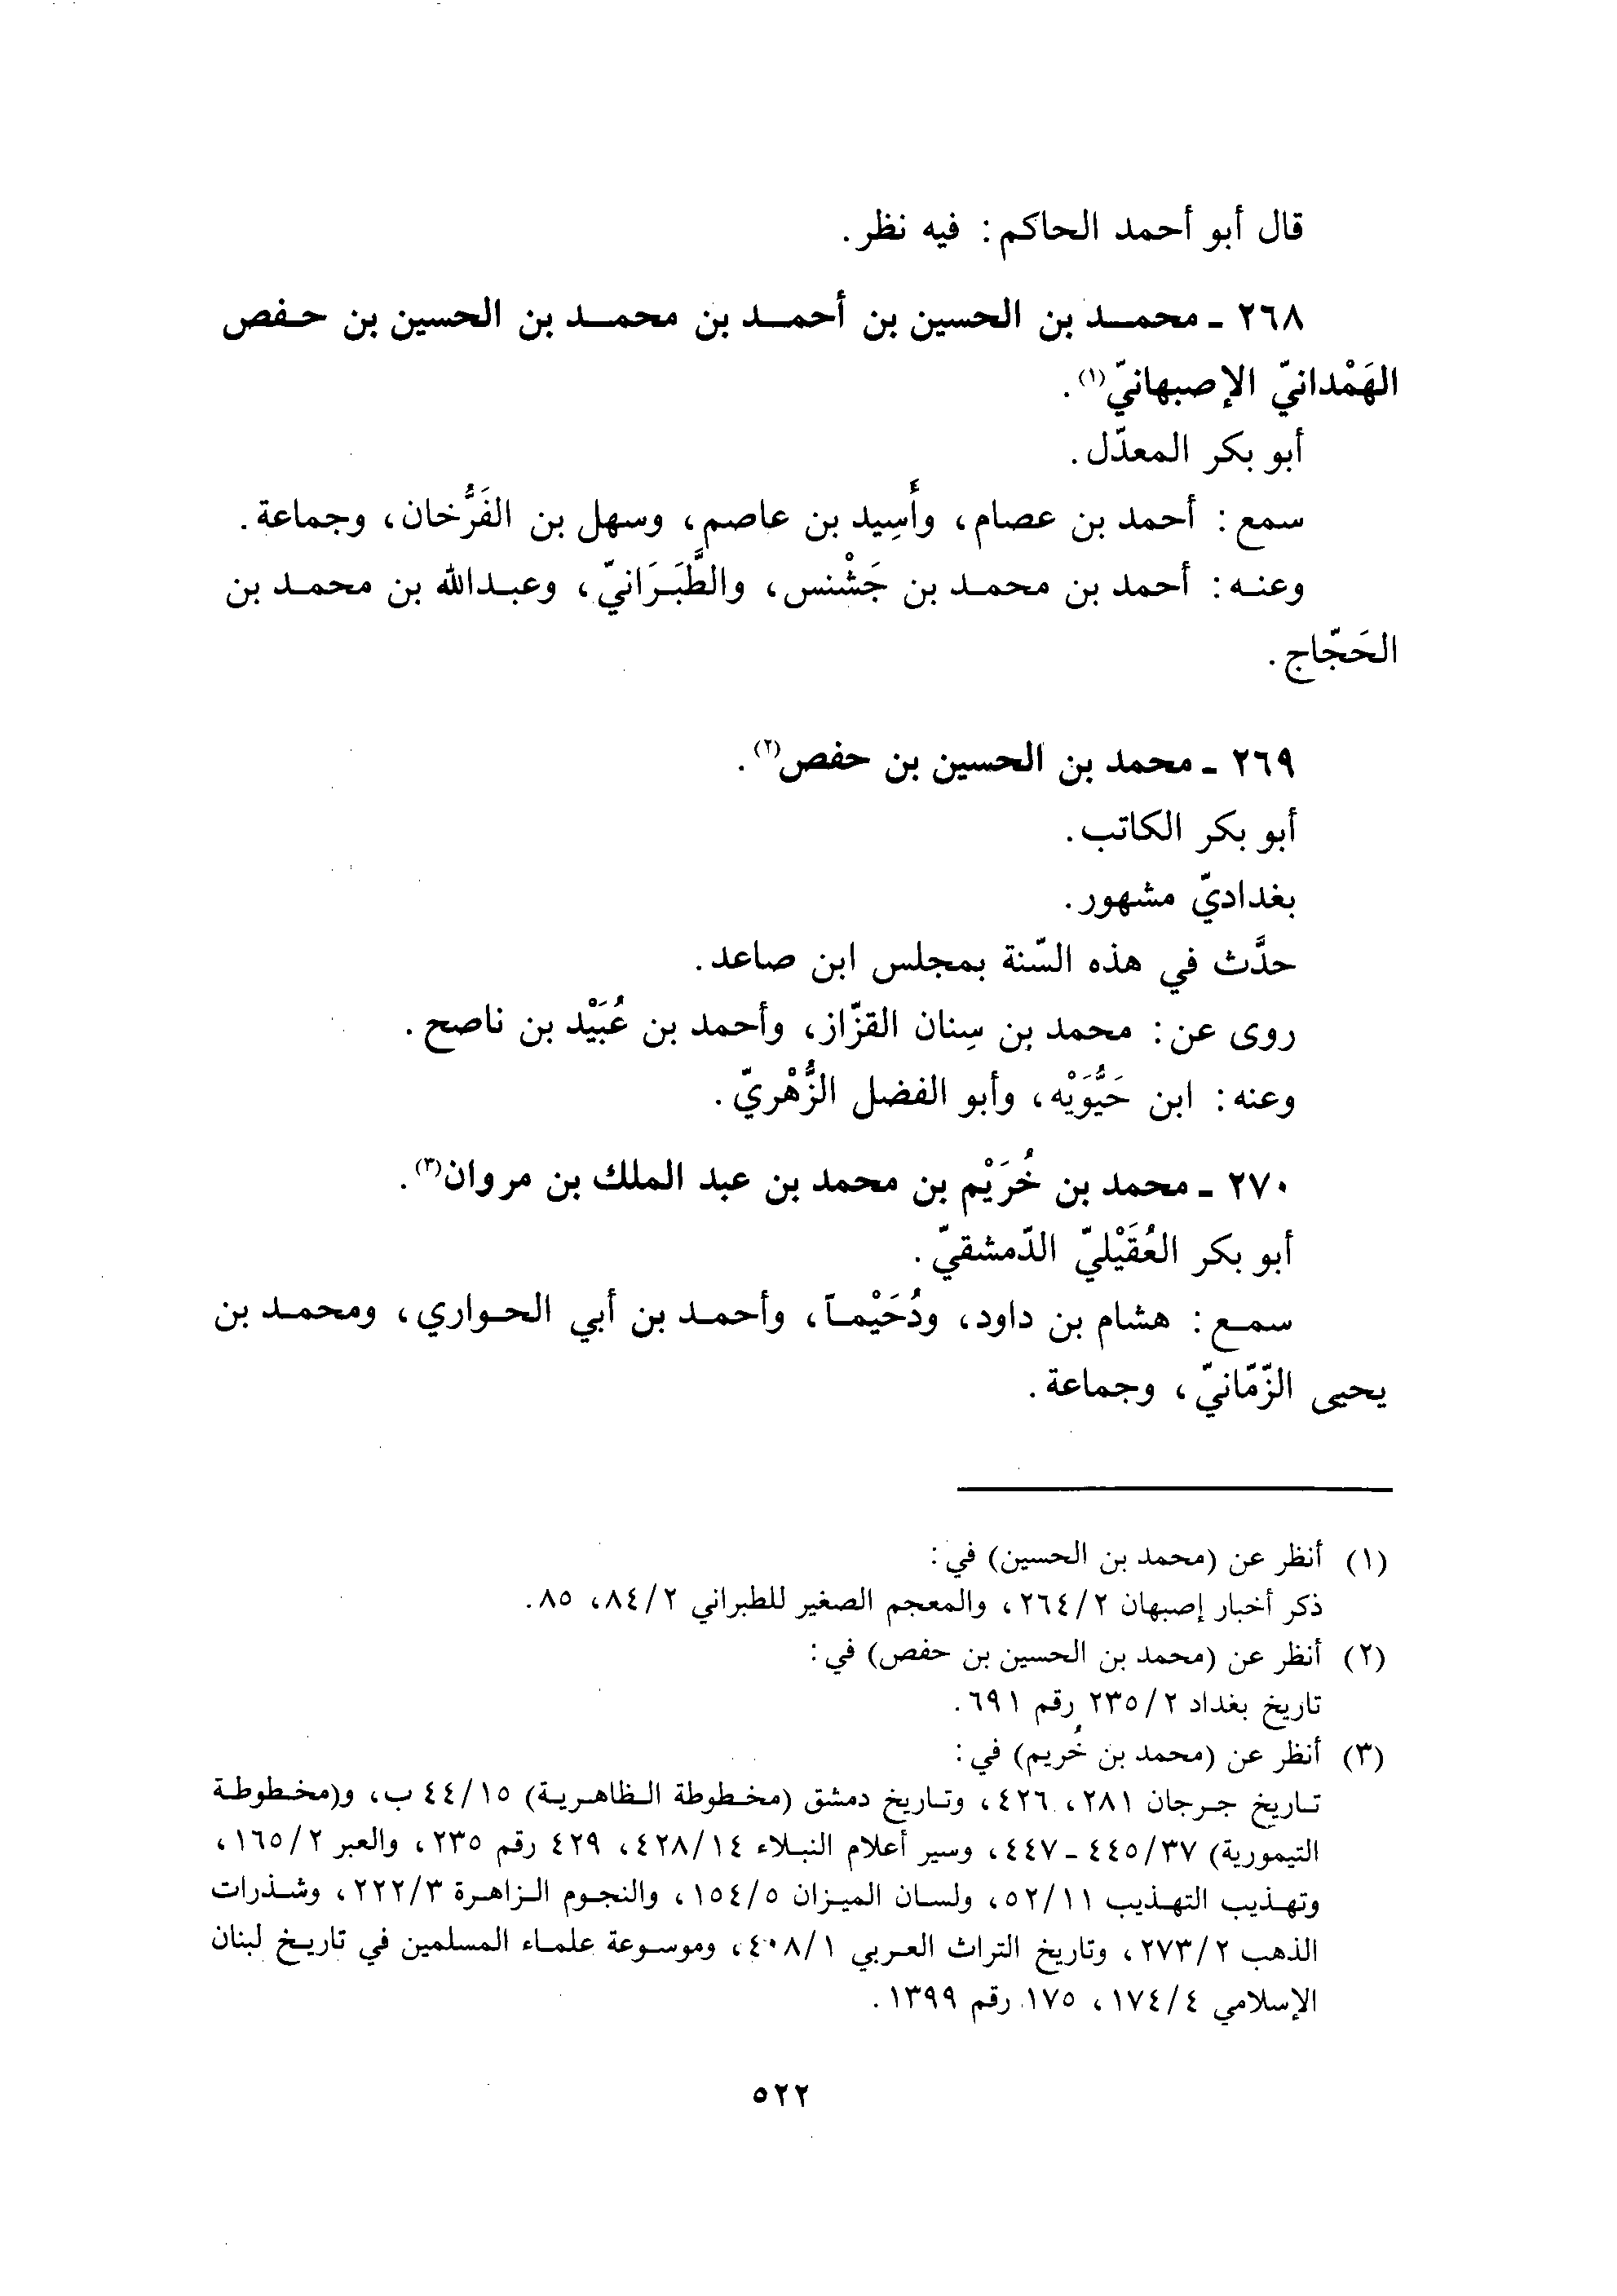 قال أبو أحمد الحاكم: فيه نظر.
٢٦٨ - محمد بن الحسين بن أحمد بن محمد بن الحسين بن حفص
الهَمْدانيّ الإصبهانيّ(١).
أبو بكر المعدّل.
سمع: أحمد بن عصام، وأَسِيد بن عاصم، وسهل بن الفَرُّخان، وجماعة.
وعنه: أحمد بن محمد بن جَشْنس، والطَّبَرَانيّ، وعبدالله بن محمد بن
الحَجّاج.
٢٦٩ - محمد بن الحسين بن حفص(٢).
أبو بكر الكاتب.
بغداديّ مشهور.
حدَّث في هذه السّنة بمجلس ابن صاعد.
روى عن: محمد بن سِنان القزّاز، وأحمد بن عُبَيْد بن ناصح.
وعنه: ابن حَيُّوَيْه، وأبو الفضل الزُّهْريّ.
٢٧٠ - محمد بن خُرَيْم بن محمد بن عبد الملك بن مروان(٣).
أبو بكر العُقَيْليّ الدّمشقيّ.
سمع: هشام بن داود، ودُحَيْماً، وأحمد بن أبي الحواري، ومحمد بن
يحيى الزّمّانيّ، وجماعة.
(١) أنظر عن (محمد بن الحسين) في:
ذكر أخبار إصبهان ٢٦٤/٢، والمعجم الصغير للطبراني ٨٤/٢، ٨٥.
(٢) أنظر عن (محمد بن الحسين بن حفص) في:
تاريخ بغداد ٢٣٥/٢ رقم ٦٩١.
(٣) أنظر عن (محمد بن خُريم) في:
تاريخ جرجان ٢٨١، ٤٢٦، وتاريخ دمشق (مخطوطة الظاهرية) ٤٤/١٥ ب، و(مخطوطة
التيمورية) ٤٤٥/٣٧ - ٤٤٧، وسير أعلام النبلاء ٤٢٨/١٤، ٤٢٩ رقم ٢٣٥، والعبر ١٦٥/٢،
وتهذيب التهذيب ٥٢/١١، ولسان الميزان ١٥٤/٥، والنجوم الزاهرة ٢٢٢/٣، وشذرات
الذهب ٢٧٣/٢، وتاريخ التراث العربي ٤٠٨/١، وموسوعة علماء المسلمين في تاريخ لبنان
الإسلامي ١٧٤/٤، ١٧٥ رقم ١٣٩٩.
٥٢٢